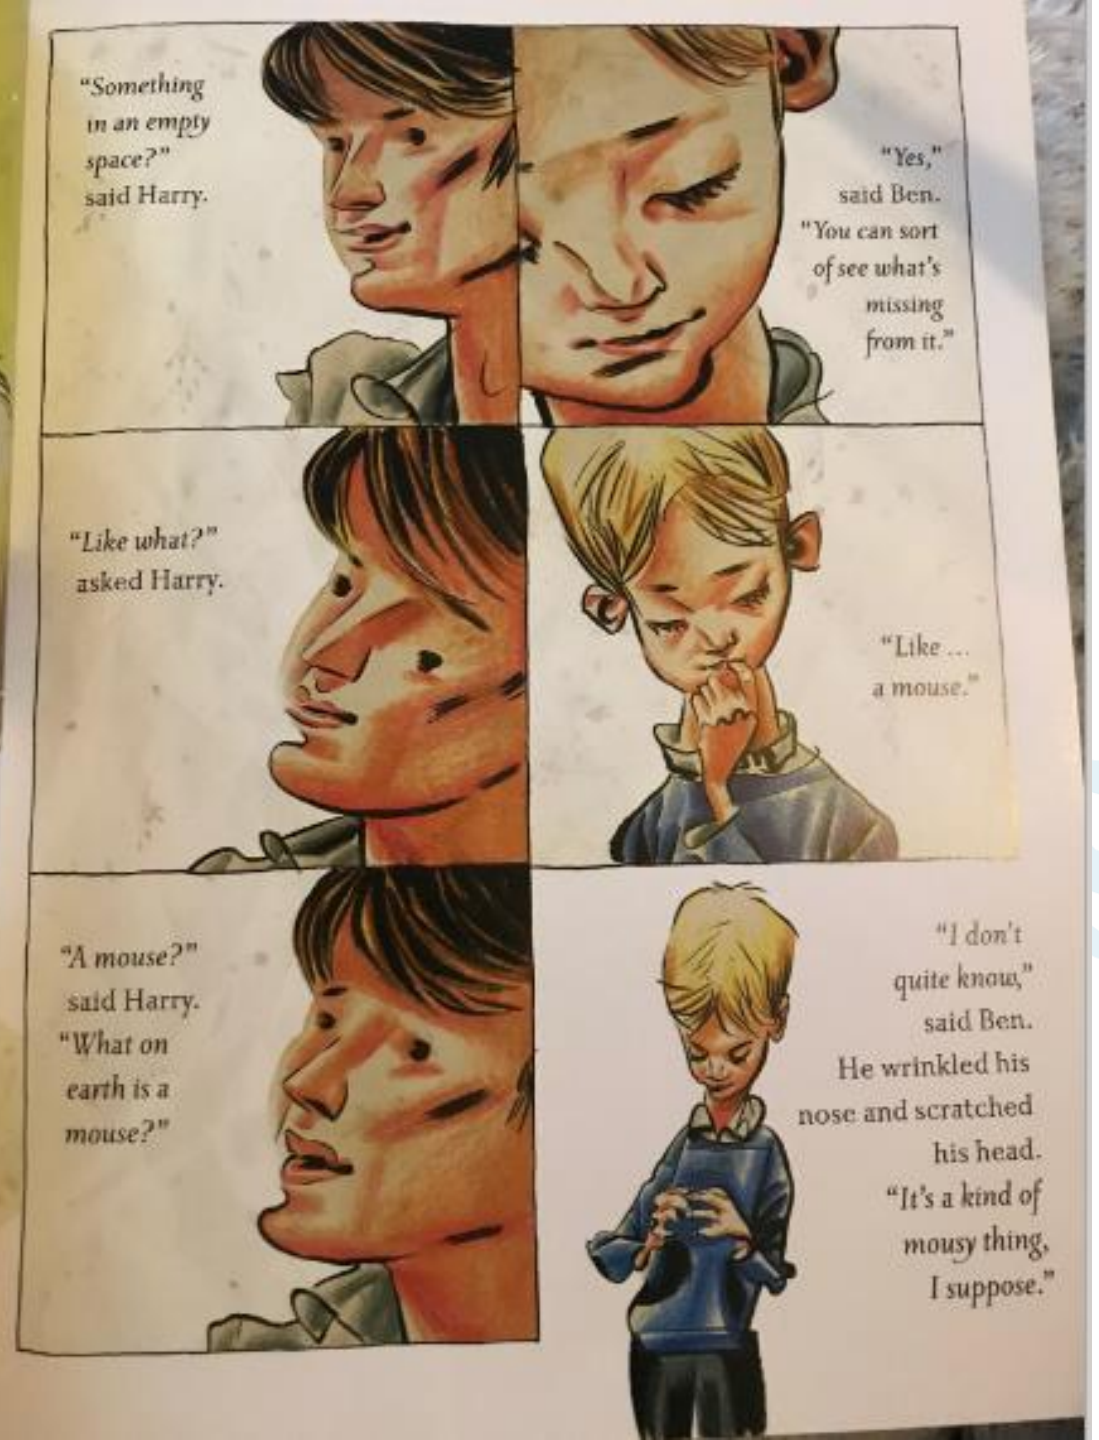 “Something
in an empty
space?”
said Harry.
“Yes,”
said Ben.
“You can sort
of see what’s
missing
from it.”
“Like what?”
asked Harry.
“Like ...
a mouse.”
“A mouse?”
said Harry.
“What on
earth is a
mouse?”
“I don’t
quite know,”
said Ben.
He wrinkled his
nose and scratched
his head.
“It’s a kind of
mousy thing,
I suppose.”